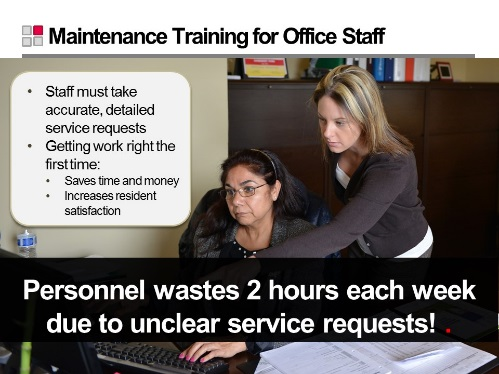 Maintenance Training for Office Staff
• Staff must take
accurate, detailed
service requests
• Getting work right the
first time:
• Saves time and money
• Increases resident
satisfaction
Personnel wastes 2 hours each week
due to unclear service requests! .